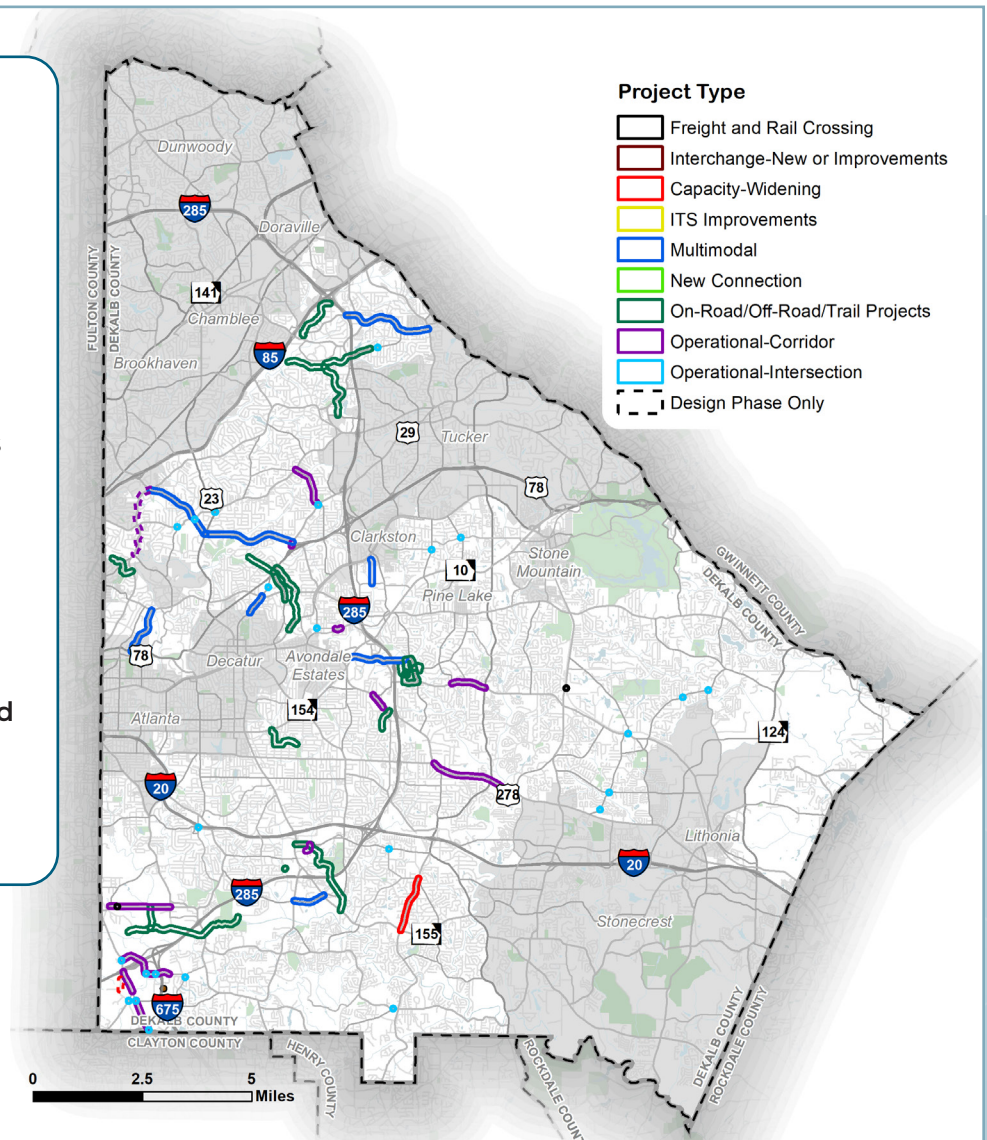 Project Type
Freight and Rail Crossing
Interchange-New or Improvements
Capacity-Widening
ITS Improvements
Multimodal
New Connection
On-Road/Off-Road/Trail Projects
Operational-Corridor
Operational-Intersection
Design Phase Only
Dunwoody
285
Doraville
FULTON COUNTY
DEKALB COUNTY
141
Chamblee
85
Brookhaven
29
Tucker
78
23
Clarkston
Stone
Mountain
10
Pine Lake
GWINNETT COUNTY
DEKALB COUNTY
285
78
Decatur
Avondale
Estates
154
Atlanta
124
d
20
278
Lithonia
20
285
Stonecrest
155
675
DEKALB COUNTY
CLAYTON COUNTY
HENRY COUNTY
ROCKDALE COUNTY
DEKALB COUNTY
ROCKDALE COUNTY
0 2.5 5
Miles